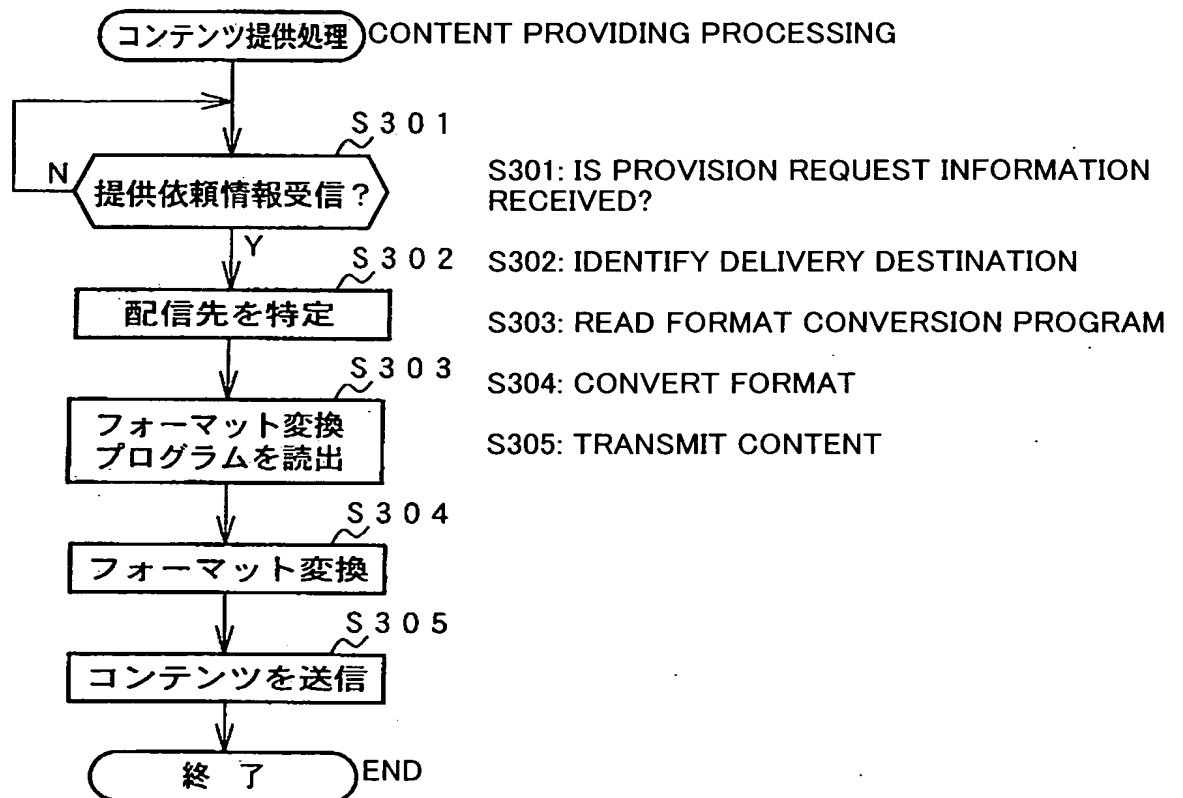 コンテンツ提供処理 CONTENT PROVIDING PROCESSING
S301
N
提供依頼情報受信?
S301: IS PROVISION REQUEST INFORMATION
RECEIVED?
Y
S302
配信先を特定
S302: IDENTIFY DELIVERY DESTINATION
S303: READ FORMAT CONVERSION PROGRAM
S303
フォーマット変換
プログラムを読出
S304: CONVERT FORMAT
S305: TRANSMIT CONTENT
S304
フォーマット変換
S305
コンテンツを送信
終了 END